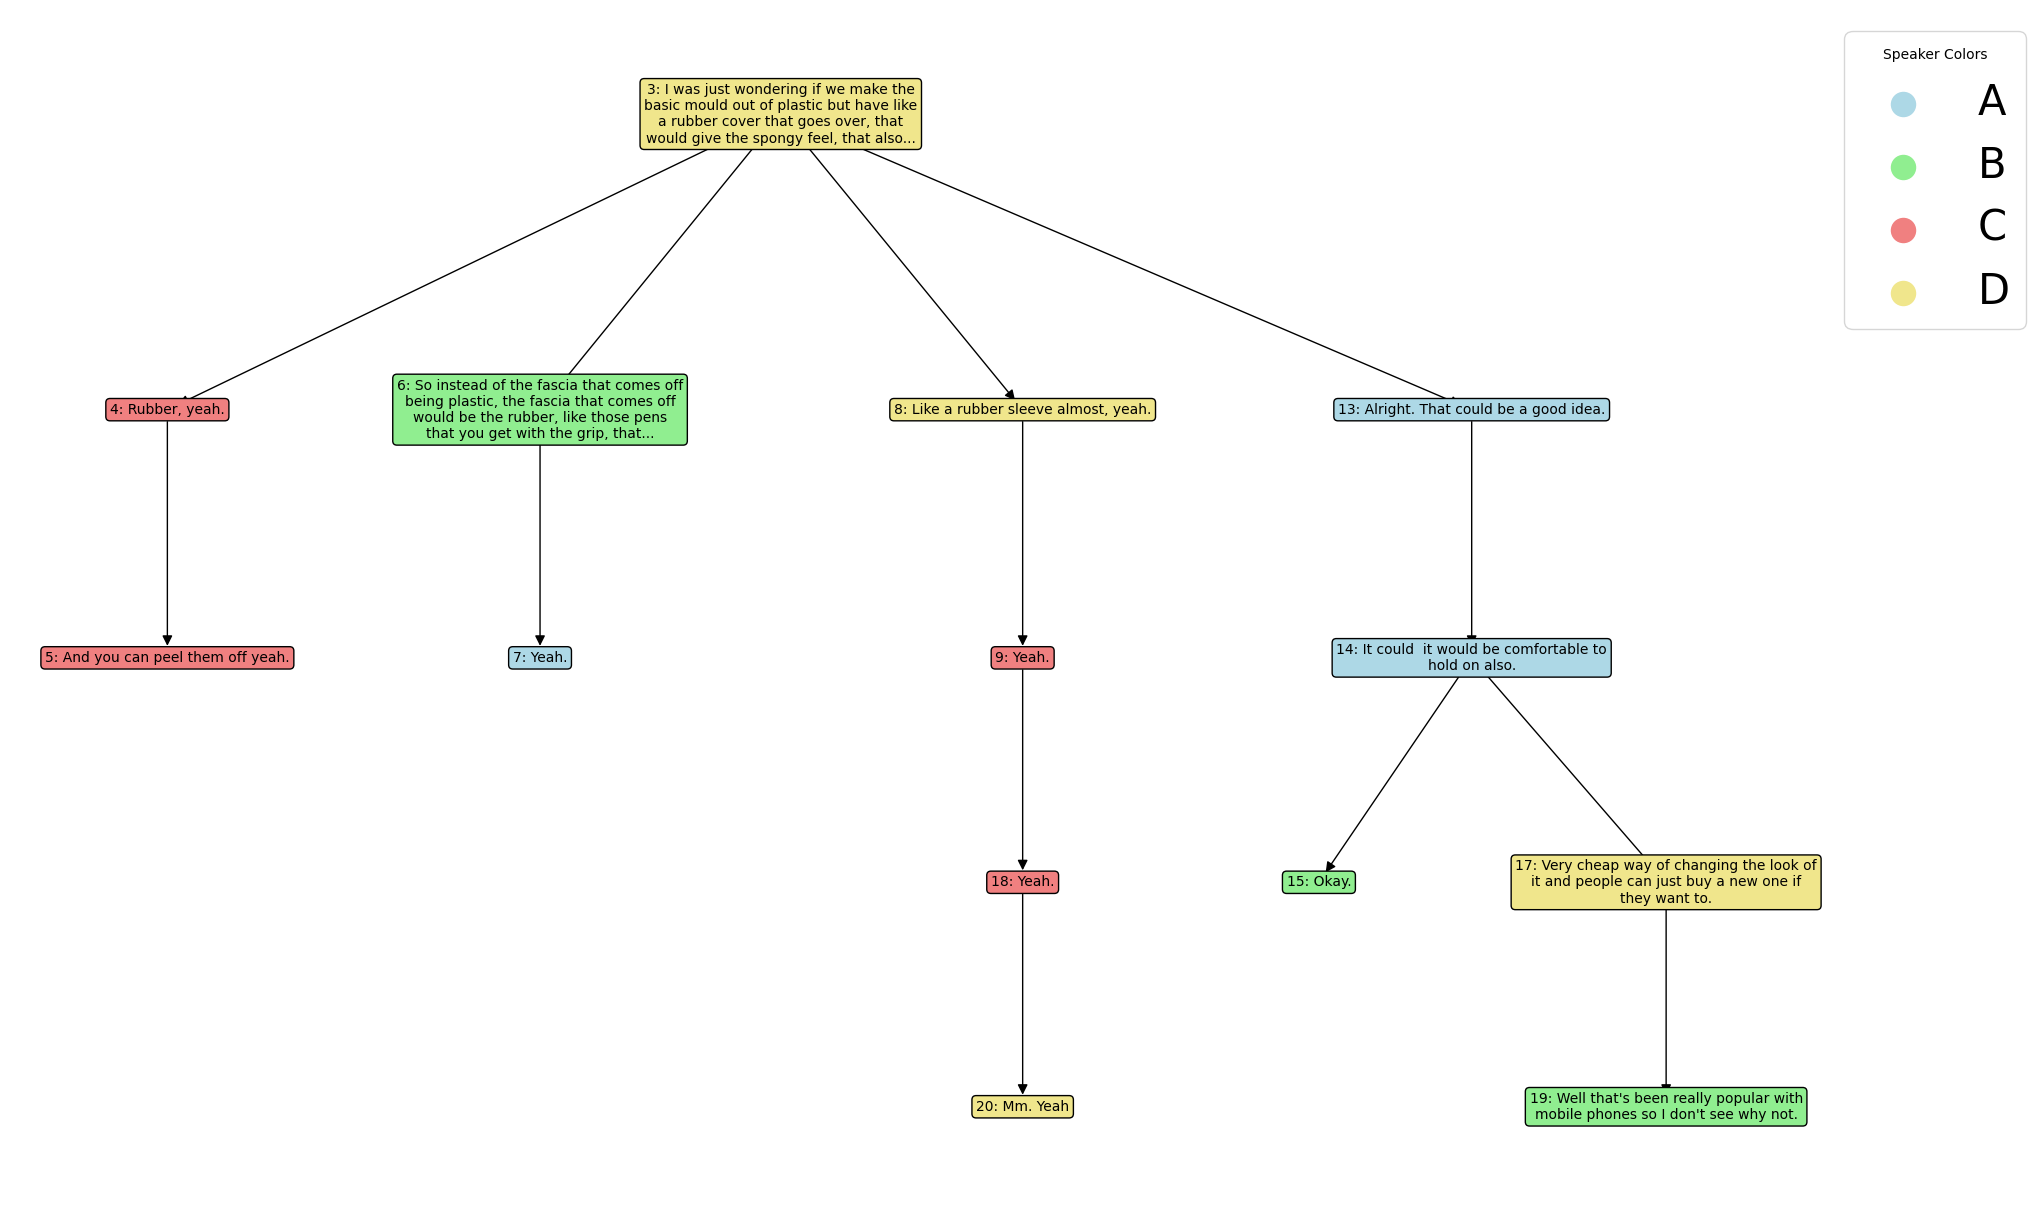 3: I was just wondering if we make the
basic mould out of plastic but have like
a rubber cover that goes over, that
would give the spongy feel, that also...
Speaker Colors
A
B
C
D
4: Rubber, yeah.
6: So instead of the fascia that comes off
being plastic, the fascia that comes off
would be the rubber, like those pens
that you get with the grip, that...
8: Like a rubber sleeve almost, yeah.
13: Alright. That could be a good idea.
5: And you can peel them off yeah.
7: Yeah.
9: Yeah.
14: It could  it would be comfortable to
hold on also.
18: Yeah.
15: Okay.
17: Very cheap way of changing the look of
it and people can just buy a new one if
they want to.
20: Mm. Yeah
19: Well that's been really popular with
mobile phones so I don't see why not.